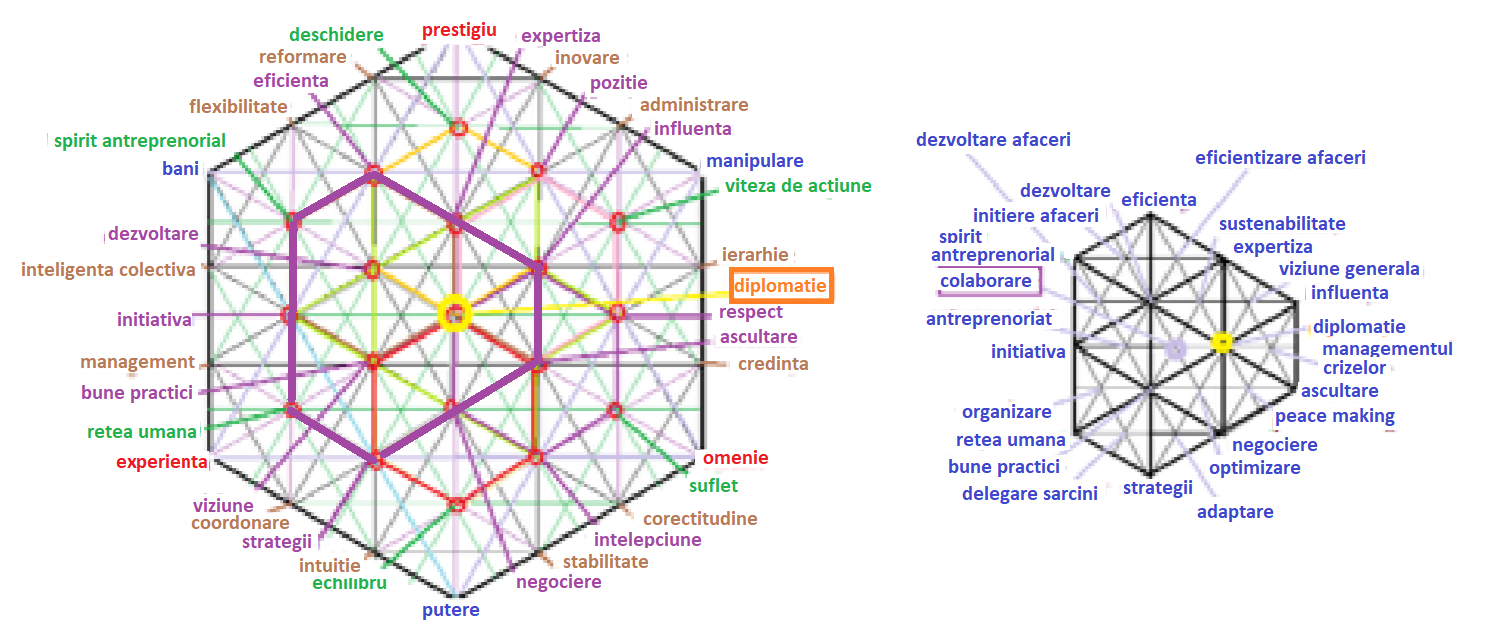 prestigiu
deschidere
expertiza
reformare
inovare
eficienta
pozitie
flexibilitate
administrare
influenta
spirit antreprenorial
bani
manipulare
viteza de actiune
dezvoltare
ierarhie
inteligenta colectiva
diplomatie
initiativa
respect
ascultare
management
credinta
bune practici
retea umana
experienta
omenie
suflet
viziune
coordonare
corectitudine
strategii
intelepciune
intuitie
stabilitate
echilibru
negociere
putere
dezvoltare afaceri
eficientizare afaceri
dezvoltare
eficienta
initiere afaceri
sustenabilitate
spirit
antreprenorial
expertiza
colaborare
viziune generala
influenta
antreprenoriat
diplomatie
initiativa
managementul
crizelor
ascultare
organizare
peace making
retea umana
negociere
bune practici
optimizare
delegare sarcini
strategii
adaptare